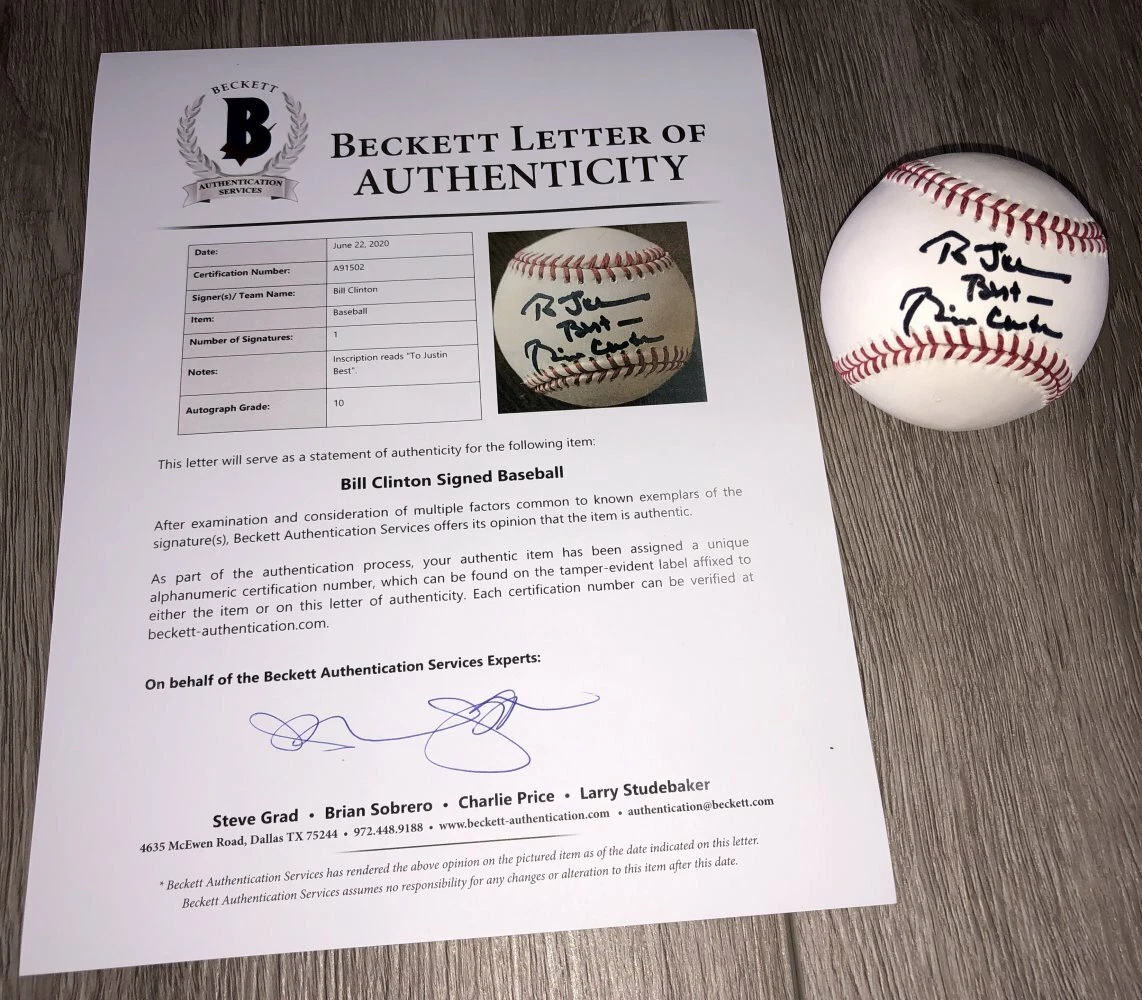 BECKETT
B
AUTHENTICATION
SERVICES
BECKETT LETTER OF
AUTHENTICITY
Date: June 22, 2020
Certification Number: A91502
Signer(s)/ Team Name: Bill Clinton
Item: Baseball
Number of Signatures: 1
Notes: Inscription reads "To Justin
Best".
Autograph Grade: 10
To
Best –
Bill Clinton
This letter will serve as a statement of authenticity for the following item:
Bill Clinton Signed Baseball
After examination and consideration of multiple factors common to known exemplars of the
signature(s), Beckett Authentication Services offers its opinion that the item is authentic.
As part of the authentication process, your authentic item has been assigned a unique
alphanumeric certification number, which can be found on the tamper-evident label affixed to
either the item or on this letter of authenticity. Each certification number can be verified at
beckett-authentication.com.
On behalf of the Beckett Authentication Services Experts:
Steve Grad • Brian Sobrero • Charlie Price • Larry Studebaker
4635 McEwen Road, Dallas TX 75244 • 972.448.9188 • www.beckett-authentication.com • authentication@beckett.com
* Beckett Authentication Services has rendered the above opinion on the pictured item as of the date indicated on this letter.
Beckett Authentication Services assumes no responsibility for any changes or alteration to this item after this date.
To
Best –
Bill Clinton